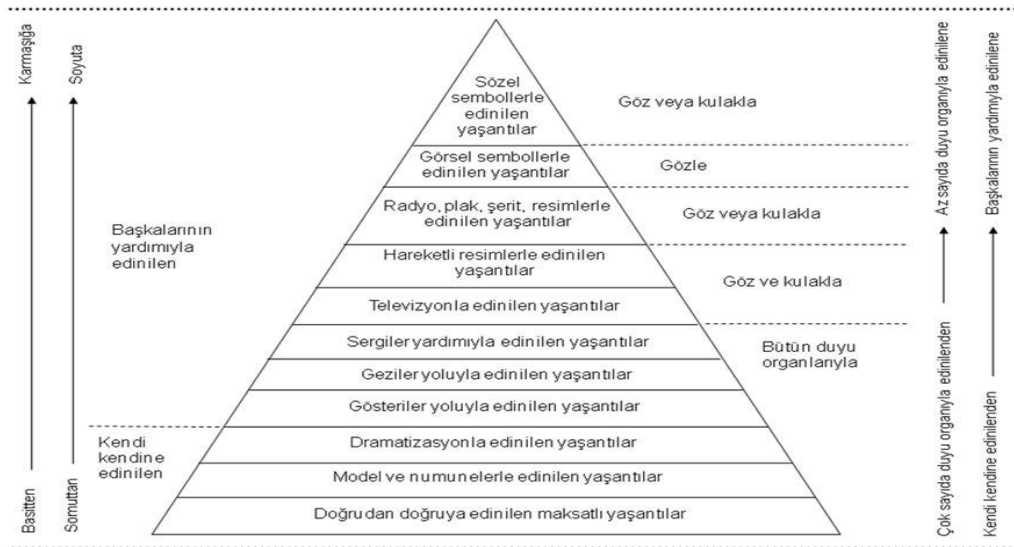 Karmaşığa
Soyuta
Basitten
Somuttan
Başkalarının
yardımıyla
edinilen
Kendi
kendine
edinilen
Sözel
sembollerle
edinilen
yaşantılar
Görsel sembollerle
edinilen yaşantılar
Radyo, plak, şerit, resimlerle
edinilen yaşantılar
Hareketli resimlerle edinilen
yaşantılar
Televizyonla edinilen yaşantılar
Sergiler yardımıyla edinilen yaşantılar
Geziler yoluyla edinilen yaşantılar
Gösteriler yoluyla edinilen yaşantılar
Dramatizasyonla edinilen yaşantılar
Model ve numunelerle edinilen yaşantılar
Doğrudan doğruya edinilen maksatlı yaşantılar
Göz veya kulakla
Gözle
Göz veya kulakla
Göz ve kulakla
Bütün duyu
organlarıyla
Az sayıda duyu organıyla edinilene
Çok sayıda duyu organıyla edinilenden
Başkalarının yardımıyla edinilene
Kendi kendine edinilenden